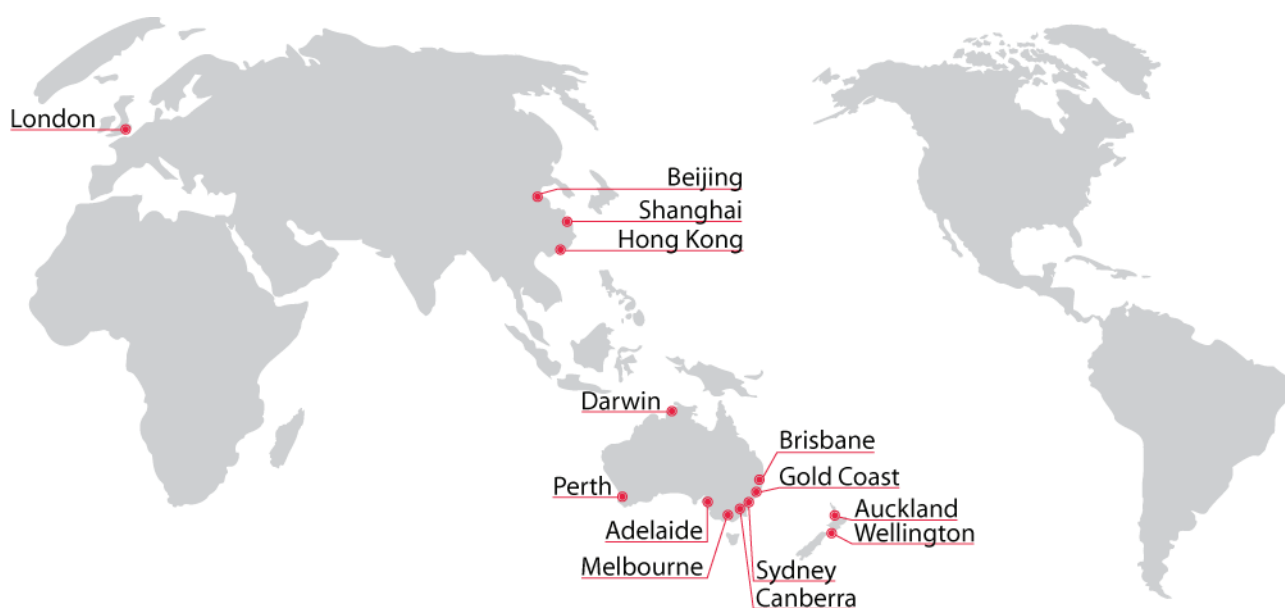 London
Beijing
Shanghai
Hong Kong
Darwin
Brisbane
Gold Coast
Perth
Auckland
Adelaide
Wellington
Melbourne
Sydney
Canberra